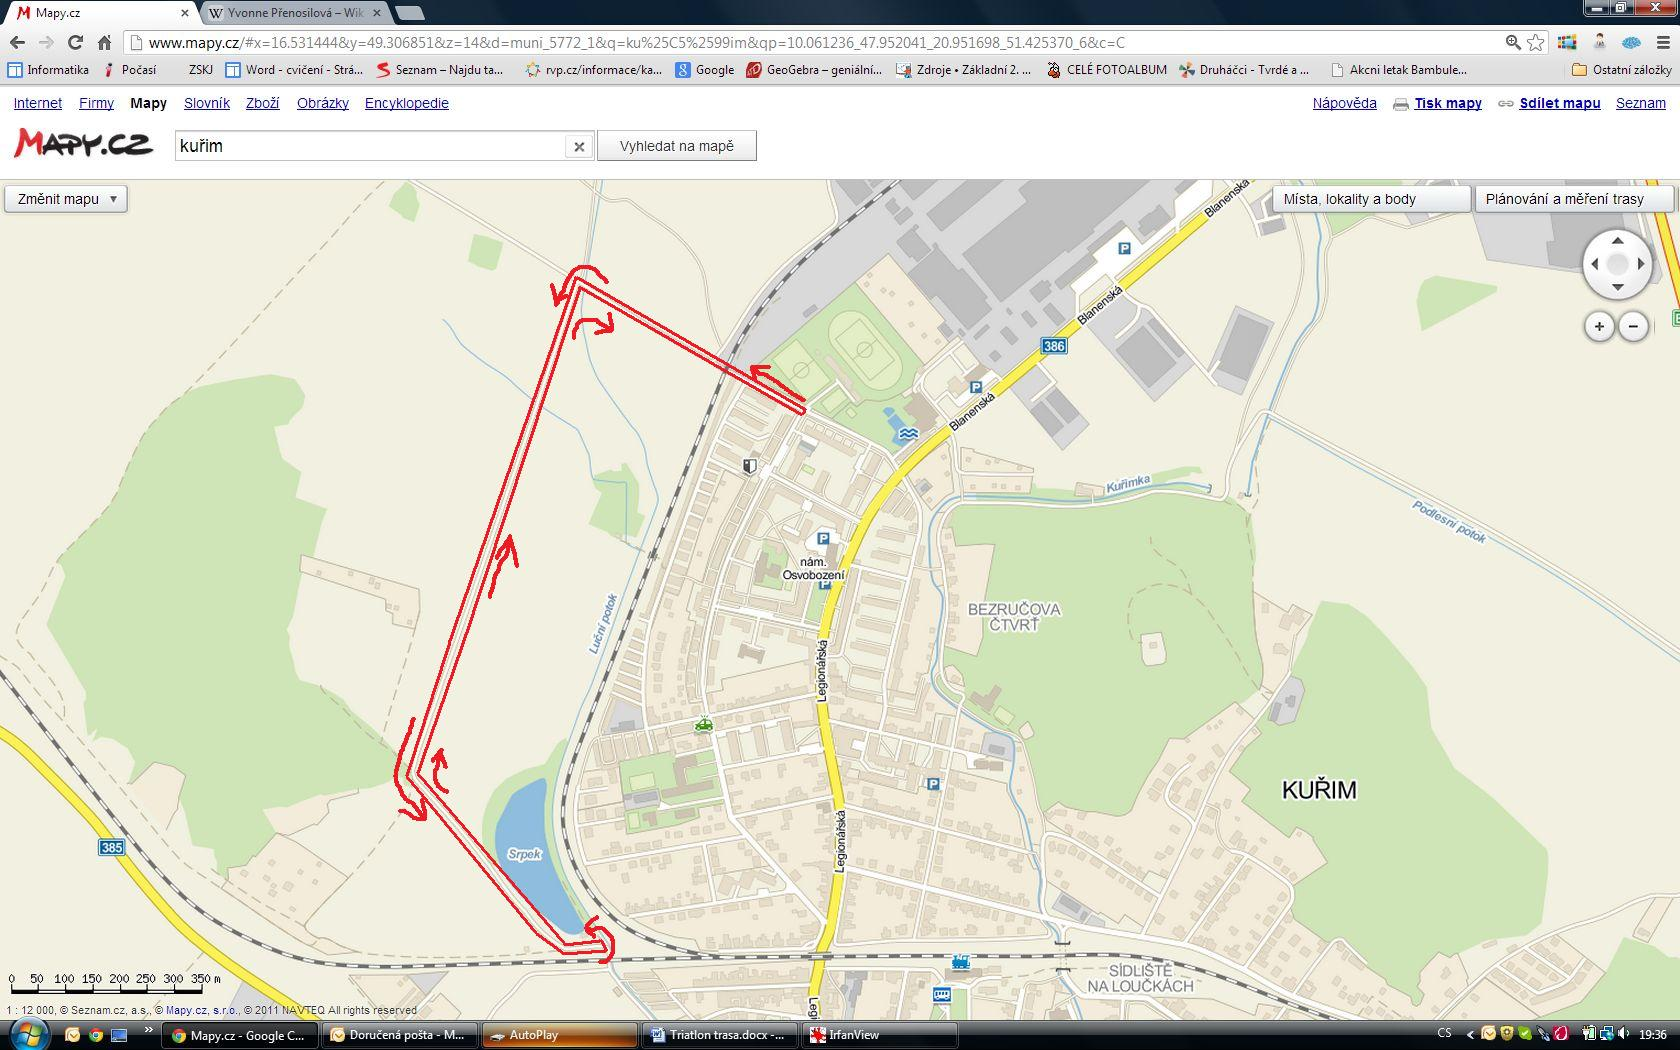 Mapy.cz
Yvonne Přenosilová – Wik
www.mapy.cz/#x=16.531444&y=49.306851&z=14&d=muni_5772_1&q=ku%25C5%2599im&qp=10.061236_47.952041_20.951698_51.425370_6&c=C
Informatika Počasí ZSKJ Word - cvičení - Strá... Seznam – Najdu ta... rvp.cz/informace/ka... Google GeoGebra – geniální... Zdroje • Základní 2. ... CELÉ FOTOALBUM Druháčci - Tvrdé a ... Akcni letak Bambule... Ostatní záložky
Internet Firmy Mapy Slovník Zboží Obrázky Encyklopedie Nápověda Tisk mapy Sdílet mapu Seznam
MAPY.CZ kuřim Vyhledat na mapě
Změnit mapu Místa, lokality a body Plánování a měření trasy
Blanenská
P
Blanenská
386
P
Blanenská
Kuřimka
Podlesní potok
P
nám.
Osvobození
P
BEZRUČOVA
ČTVRŤ
Luční potok
Legionářská
P
KUŘIM
385
Srpek
Legionářská
SÍDLIŠTĚ
NA LOUČKÁCH
Legi
0 50 100 150 200 250 300 350 m
1 : 12 000, © Seznam.cz, a.s., © Mapy.cz, s.r.o., © 2011 NAVTEQ All rights reserved
Mapy.cz - Google C... Doručená pošta - M... AutoPlay Triatlon trasa.docx -... IrfanView CS 19:36